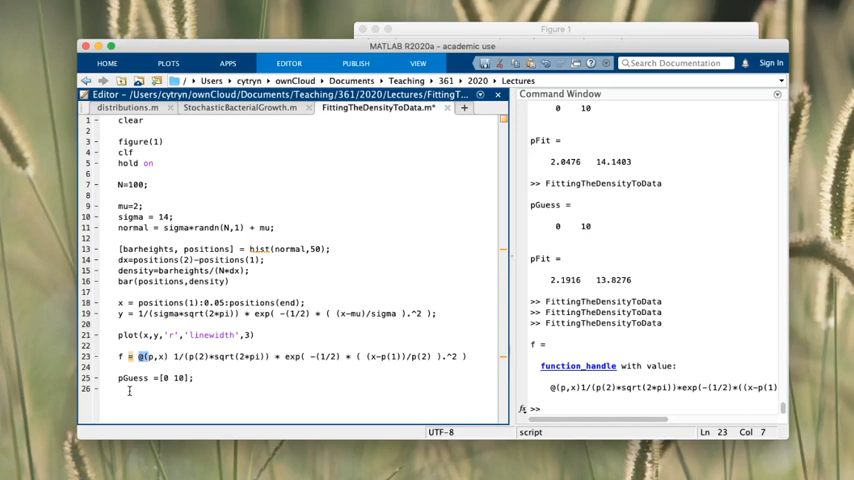 Figure 1
MATLAB R2020a - academic use
HOME PLOTS APPS EDITOR PUBLISH VIEW Search Documentation Sign In
/ Users cytryn ownCloud Documents Teaching 361 2020 Lectures
Editor - /Users/cytryn/ownCloud/Documents/Teaching/361/2020/Lectures/FittingT...
Command Window
distributions.m StochasticBacterialGrowth.m FittingTheDensityToData.m*
1 clear
2
3 figure(1)
4 clf
5 hold on
6
7 N=100;
8
9 mu=2;
10 sigma = 14;
11 normal = sigma*randn(N,1) + mu;
12
13 [barheights, positions] = hist(normal,50);
14 dx=positions(2)-positions(1);
15 density=barheights/(N*dx);
16 bar(positions,density)
17
18 x = positions(1):0.05:positions(end);
19 y = 1/(sigma*sqrt(2*pi)) * exp( -(1/2) * ( (x-mu)/sigma ).^2 );
20
21 plot(x,y,'r','linewidth',3)
22
23 f = @(p,x) 1/(p(2)*sqrt(2*pi)) * exp( -(1/2) * ( (x-p(1))/p(2) ).^2 )
24
25 pGuess =[0 10];
26
0 10
pFit =
2.0476 14.1403
>> FittingTheDensityToData
pGuess =
0 10
pFit =
2.1916 13.8276
>> FittingTheDensityToData
>> FittingTheDensityToData
>> FittingTheDensityToData
f =
function_handle with value:
@(p,x)1/(p(2)*sqrt(2*pi))*exp(-(1/2)*((x-p(1)
fx >>
UTF-8 script Ln 23 Col 7